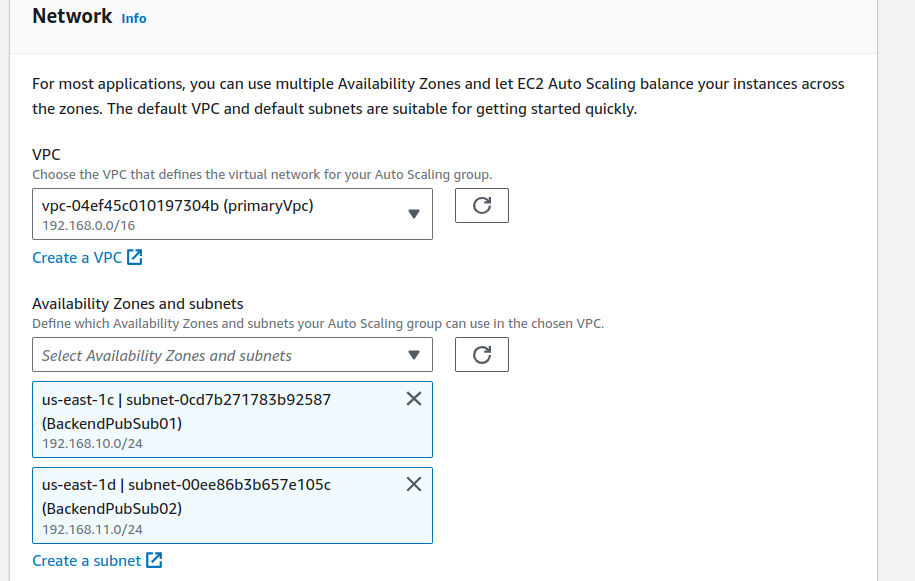 Network Info
For most applications, you can use multiple Availability Zones and let EC2 Auto Scaling balance your instances across
the zones. The default VPC and default subnets are suitable for getting started quickly.
VPC
Choose the VPC that defines the virtual network for your Auto Scaling group.
vpc-04ef45c010197304b (primaryVpc)
192.168.0.0/16
Create a VPC
Availability Zones and subnets
Define which Availability Zones and subnets your Auto Scaling group can use in the chosen VPC.
Select Availability Zones and subnets
us-east-1c | subnet-0cd7b271783b92587
(BackendPubSub01)
192.168.10.0/24
us-east-1d | subnet-00ee86b3b657e105c
(BackendPubSub02)
192.168.11.0/24
Create a subnet